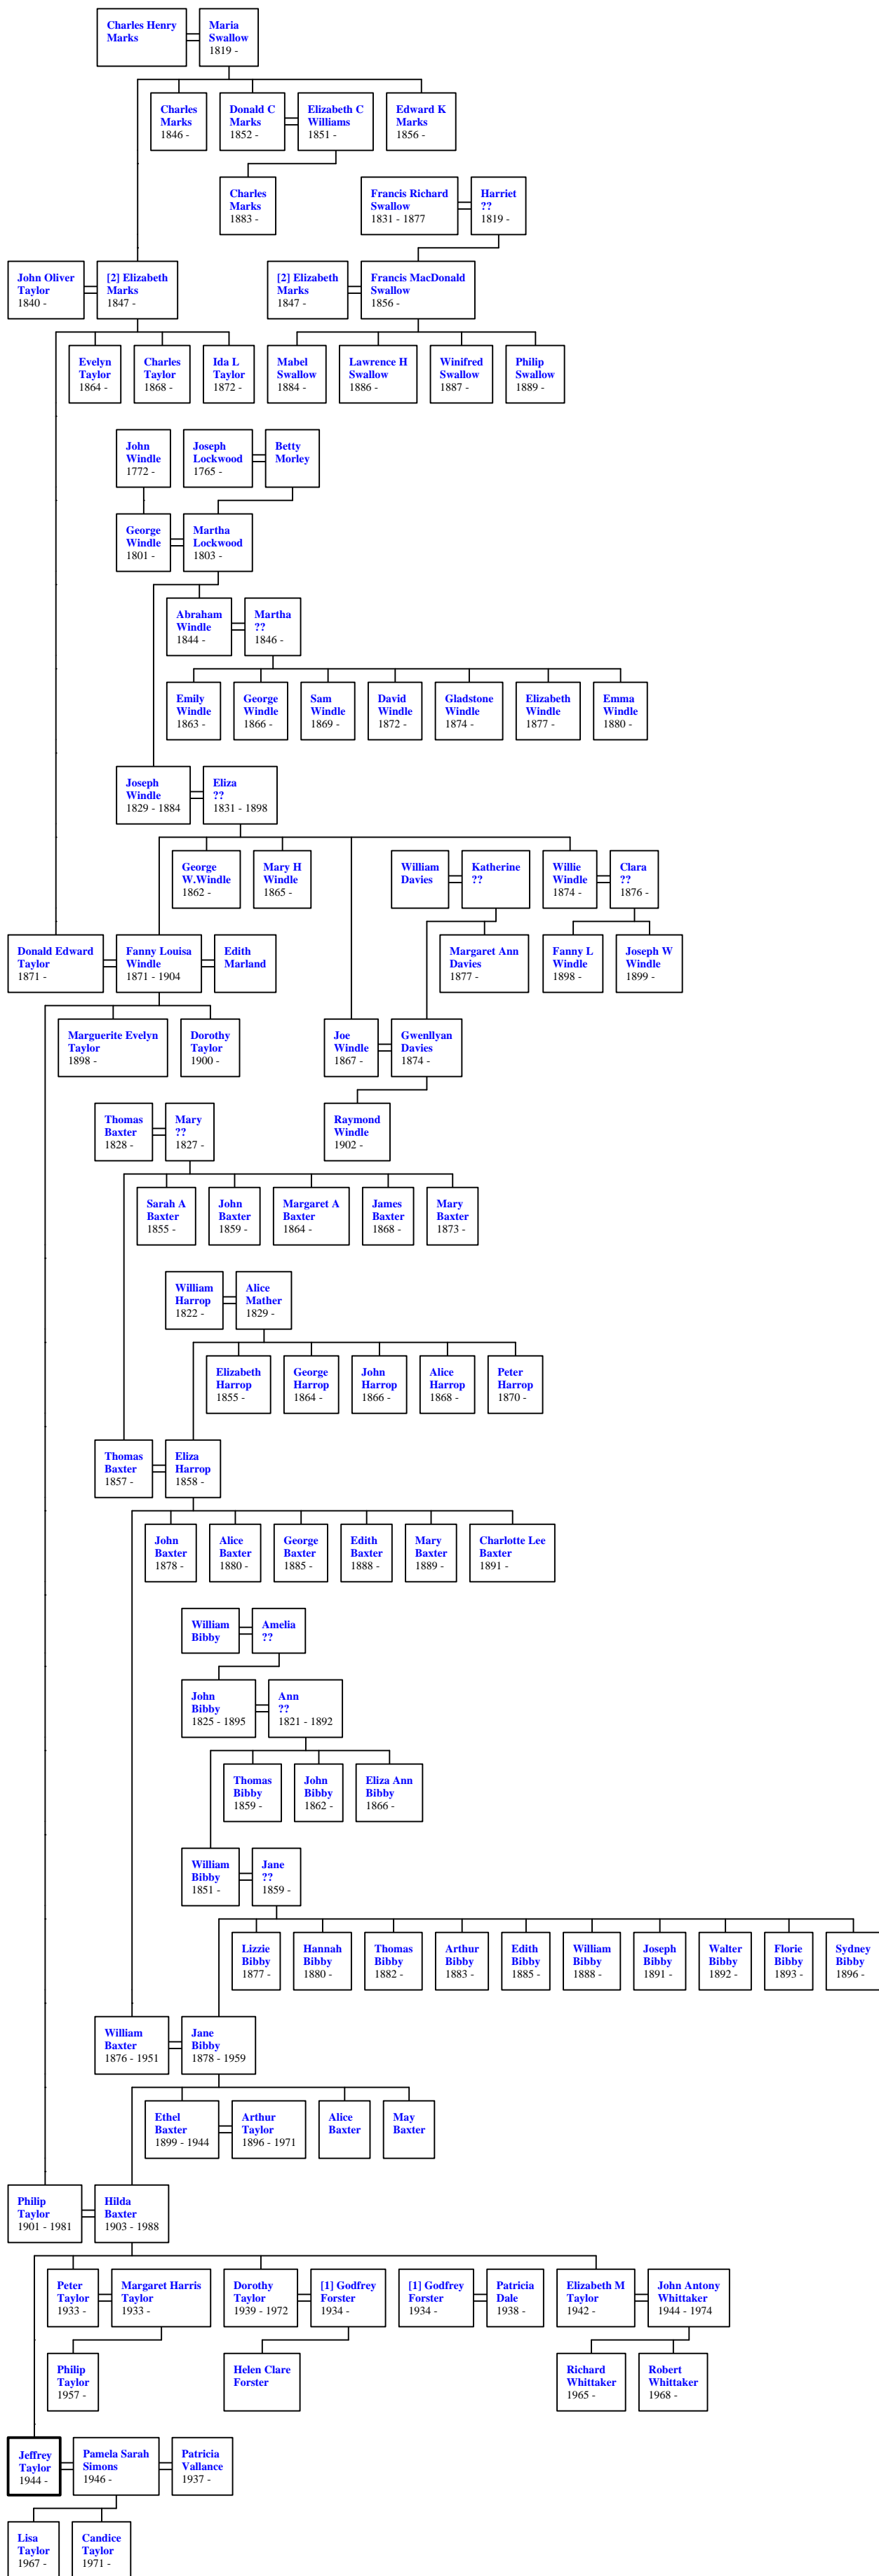 Charles Henry
Marks
Maria
Swallow
1819 -
Charles
Marks
1846 -
Donald C
Marks
1852 -
Elizabeth C
Williams
1851 -
Edward K
Marks
1856 -
Charles
Marks
1883 -
Francis Richard
Swallow
1831 - 1877
Harriet
??
1819 -
John Oliver
Taylor
1840 -
[2] Elizabeth
Marks
1847 -
[2] Elizabeth
Marks
1847 -
Francis MacDonald
Swallow
1856 -
Evelyn
Taylor
1864 -
Charles
Taylor
1868 -
Ida L
Taylor
1872 -
Mabel
Swallow
1884 -
Lawrence H
Swallow
1886 -
Winifred
Swallow
1887 -
Philip
Swallow
1889 -
John
Windle
1772 -
Joseph
Lockwood
1765 -
Betty
Morley
George
Windle
1801 -
Martha
Lockwood
1803 -
Abraham
Windle
1844 -
Martha
??
1846 -
Emily
Windle
1863 -
George
Windle
1866 -
Sam
Windle
1869 -
David
Windle
1872 -
Gladstone
Windle
1874 -
Elizabeth
Windle
1877 -
Emma
Windle
1880 -
Joseph
Windle
1829 - 1884
Eliza
??
1831 - 1898
George
W.Windle
1862 -
Mary H
Windle
1865 -
William
Davies
Katherine
??
Willie
Windle
1874 -
Clara
??
1876 -
Donald Edward
Taylor
1871 -
Fanny Louisa
Windle
1871 - 1904
Edith
Marland
Margaret Ann
Davies
1877 -
Fanny L
Windle
1898 -
Joseph W
Windle
1899 -
Marguerite Evelyn
Taylor
1898 -
Dorothy
Taylor
1900 -
Joe
Windle
1867 -
Gwenllyan
Davies
1874 -
Thomas
Baxter
1828 -
Mary
??
1827 -
Raymond
Windle
1902 -
Sarah A
Baxter
1855 -
John
Baxter
1859 -
Margaret A
Baxter
1864 -
James
Baxter
1868 -
Mary
Baxter
1873 -
William
Harrop
1822 -
Alice
Mather
1829 -
Elizabeth
Harrop
1855 -
George
Harrop
1864 -
John
Harrop
1866 -
Alice
Harrop
1868 -
Peter
Harrop
1870 -
Thomas
Baxter
1857 -
Eliza
Harrop
1858 -
John
Baxter
1878 -
Alice
Baxter
1880 -
George
Baxter
1885 -
Edith
Baxter
1888 -
Mary
Baxter
1889 -
Charlotte Lee
Baxter
1891 -
William
Bibby
Amelia
??
John
Bibby
1825 - 1895
Ann
??
1821 - 1892
Thomas
Bibby
1859 -
John
Bibby
1862 -
Eliza Ann
Bibby
1866 -
William
Bibby
1851 -
Jane
??
1859 -
Lizzie
Bibby
1877 -
Hannah
Bibby
1880 -
Thomas
Bibby
1882 -
Arthur
Bibby
1883 -
Edith
Bibby
1885 -
William
Bibby
1888 -
Joseph
Bibby
1891 -
Walter
Bibby
1892 -
Florie
Bibby
1893 -
Sydney
Bibby
1896 -
William
Baxter
1876 - 1951
Jane
Bibby
1878 - 1959
Ethel
Baxter
1899 - 1944
Arthur
Taylor
1896 - 1971
Alice
Baxter
May
Baxter
Philip
Taylor
1901 - 1981
Hilda
Baxter
1903 - 1988
Peter
Taylor
1933 -
Margaret Harris
Taylor
1933 -
Dorothy
Taylor
1939 - 1972
[1] Godfrey
Forster
1934 -
[1] Godfrey
Forster
1934 -
Patricia
Dale
1938 -
Elizabeth M
Taylor
1942 -
John Antony
Whittaker
1944 - 1974
Philip
Taylor
1957 -
Helen Clare
Forster
Richard
Whittaker
1965 -
Robert
Whittaker
1968 -
Jeffrey
Taylor
1944 -
Pamela Sarah
Simons
1946 -
Patricia
Vallance
1937 -
Lisa
Taylor
1967 -
Candice
Taylor
1971 -